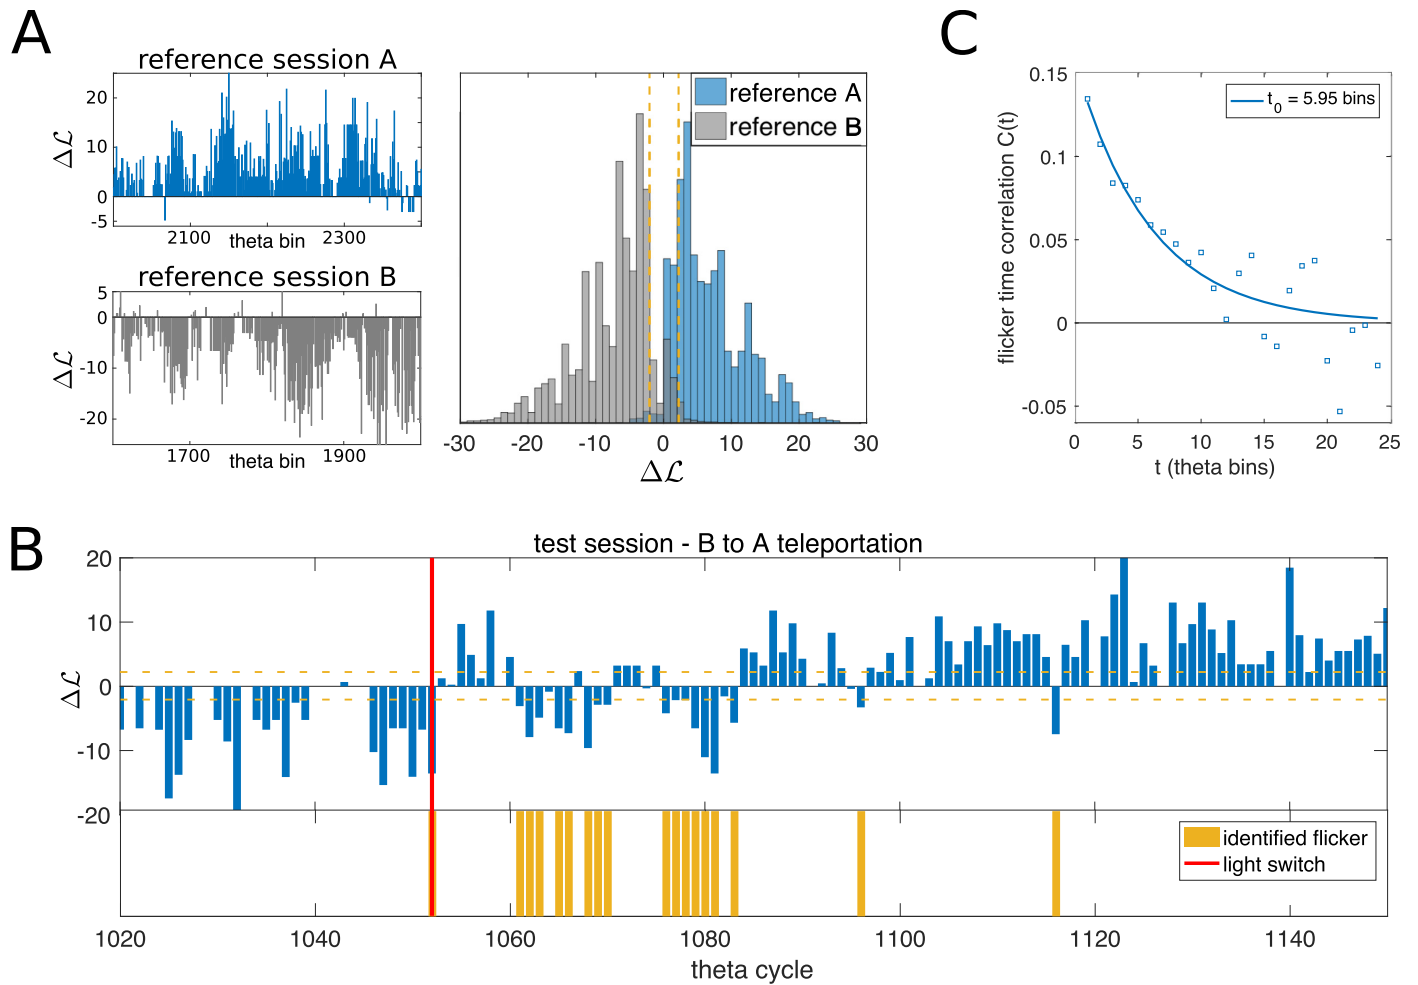 A
reference session A
20
10
0
-5
Δℒ
2100
theta bin
2300
reference session B
5
0
-10
-20
Δℒ
1700
theta bin
1900
reference A
reference B
-30
-20
-10
0
10
20
30
Δℒ
C
0.15
0.1
0.05
0
-0.05
flicker time correlation C(t)
t₀ = 5.95 bins
0
5
10
15
20
25
t (theta bins)
B
test session - B to A teleportation
20
10
0
-10
-20
Δℒ
identified flicker
light switch
1020
1040
1060
1080
1100
1120
1140
theta cycle